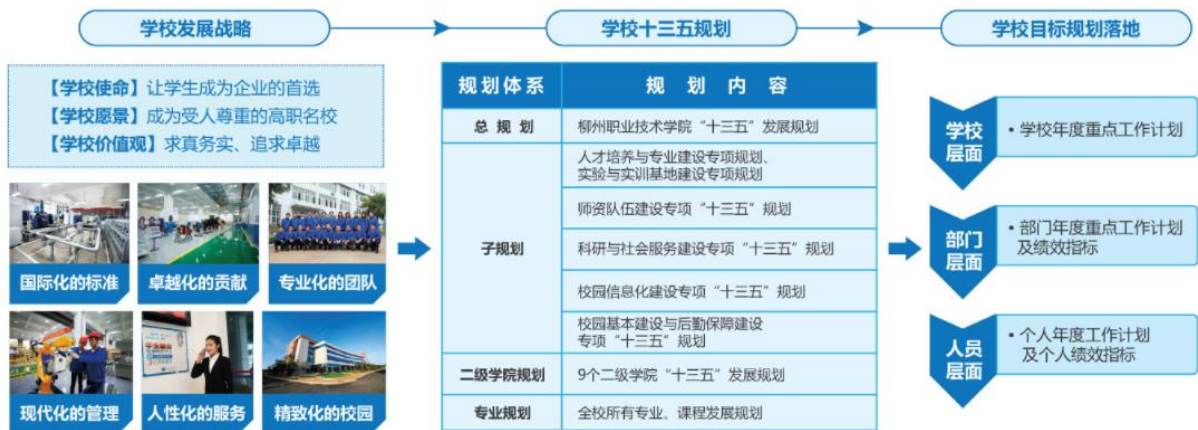 学校发展战略
学校十三五规划
学校目标规划落地
【学校使命】让学生成为企业的首选
【学校愿景】成为受人尊重的高职名校
【学校价值观】求真务实、追求卓越
国际化的标准
卓越化的贡献
专业化的团队
现代化的管理
人性化的服务
精致化的校园
规划体系
规划内容
总规划
柳州职业技术学院“十三五”发展规划
子规划
人才培养与专业建设专项规划、
实验与实训基地建设专项规划
师资队伍建设专项“十三五”规划
科研与社会服务建设专项“十三五”规划
校园信息化建设专项“十三五”规划
校园基本建设与后勤保障建设
专项“十三五”规划
二级学院规划
9个二级学院“十三五”发展规划
专业规划
全校所有专业、课程发展规划
学校
层面
• 学校年度重点工作计划
部门
层面
• 部门年度重点工作计划
及绩效指标
人员
层面
• 个人年度工作计划
及个人绩效指标